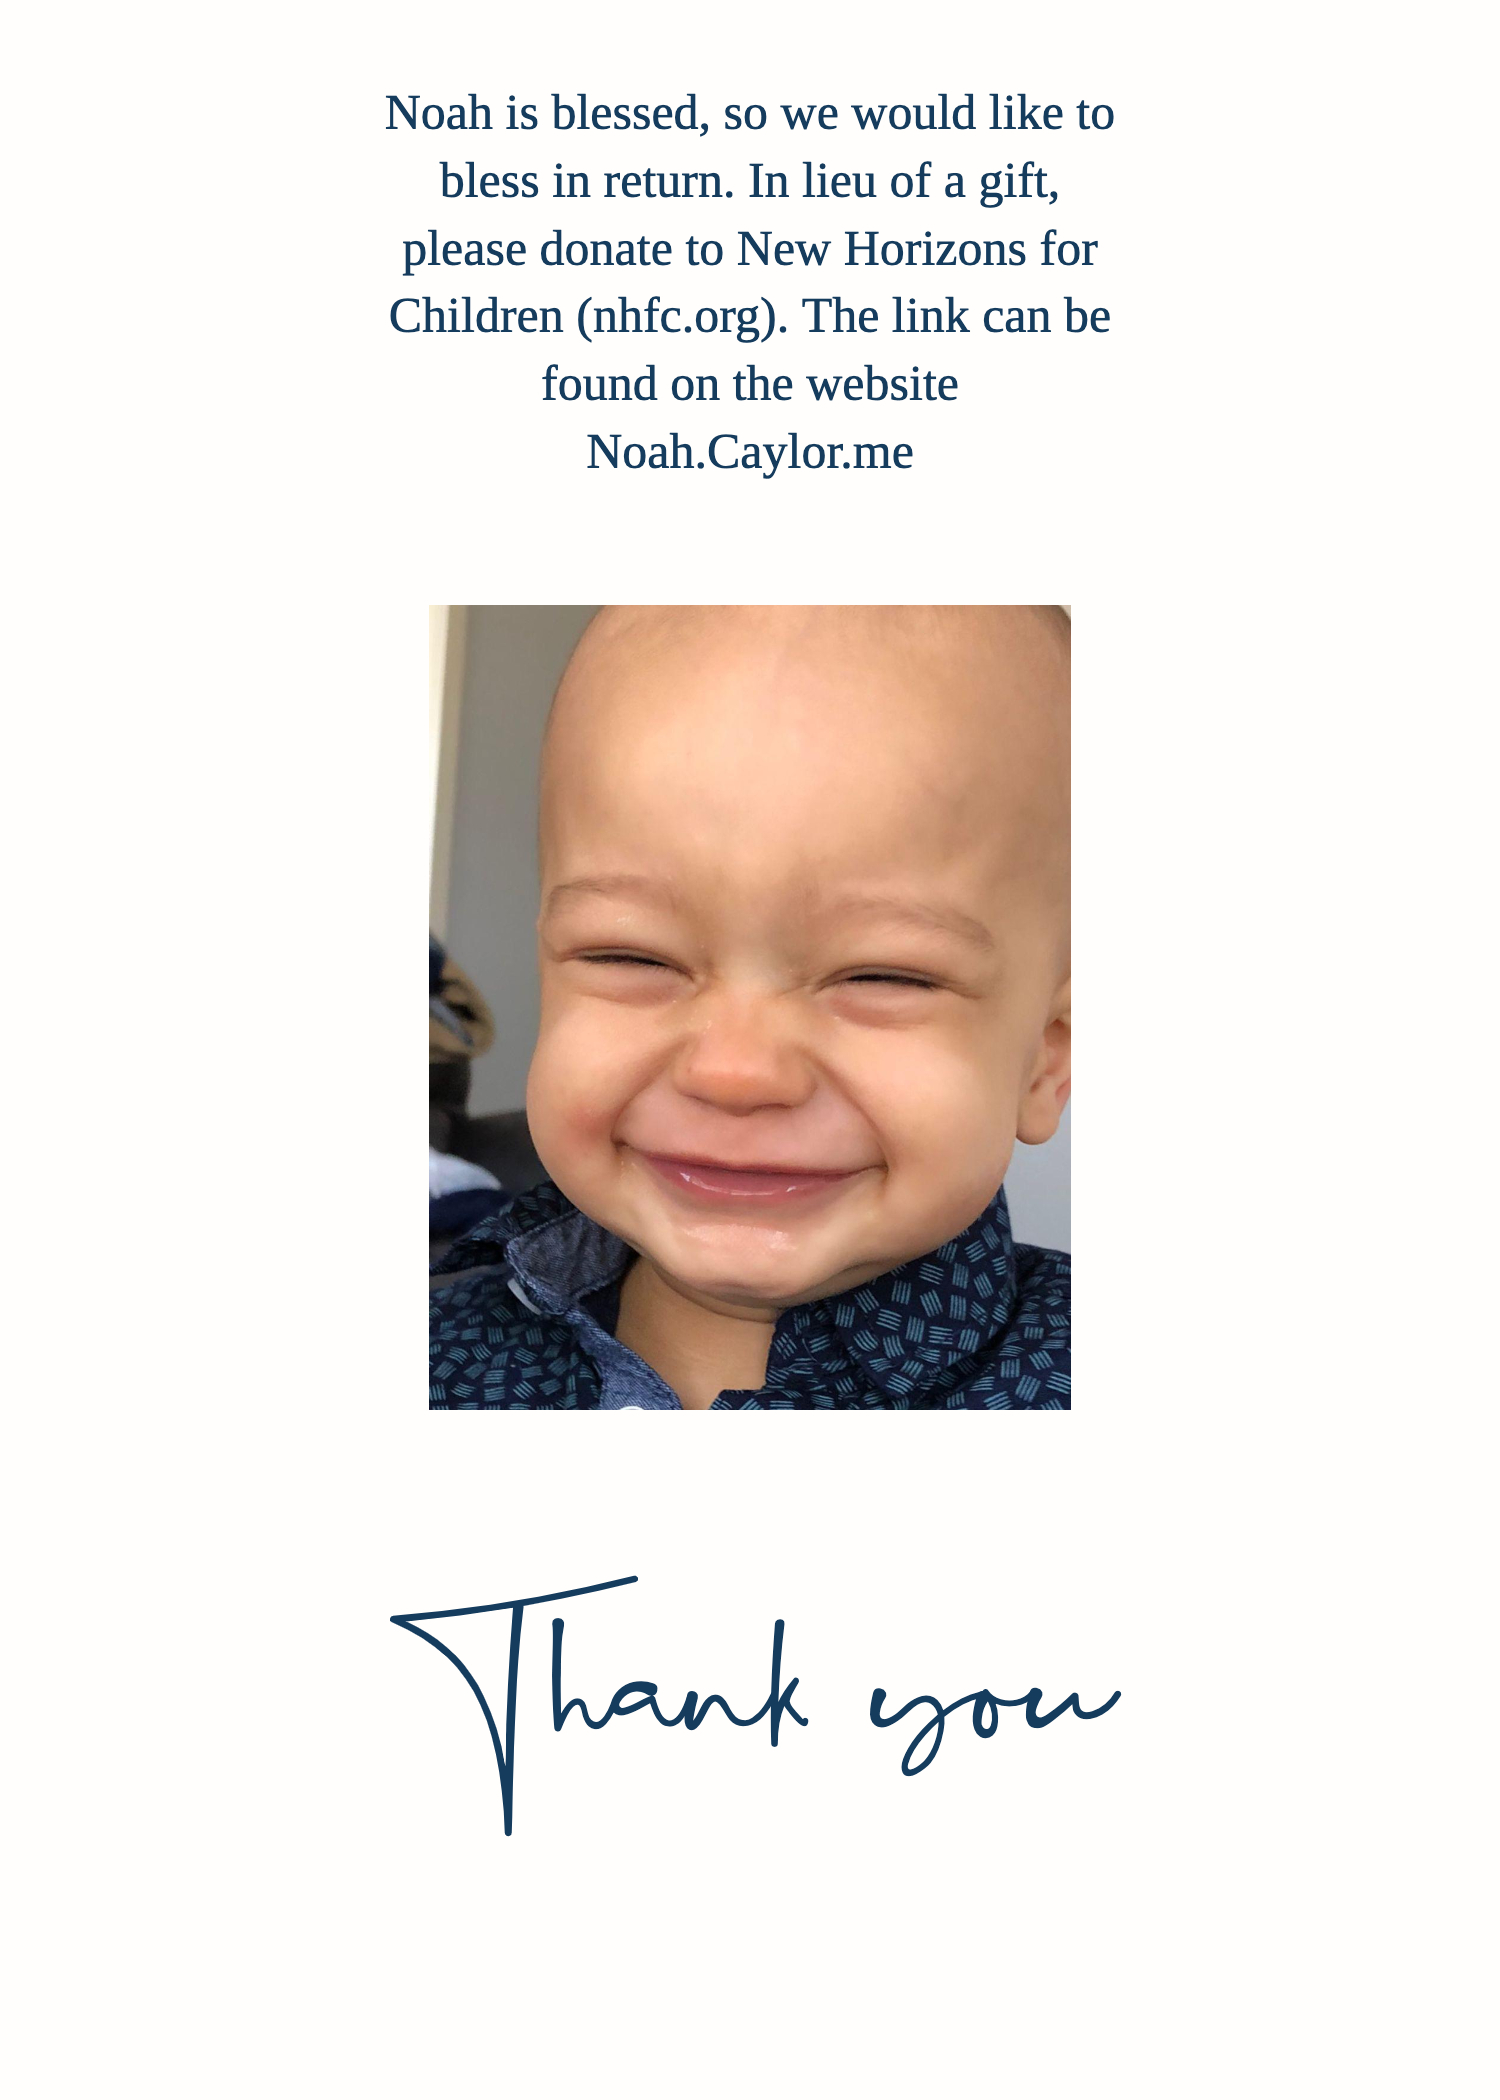 Noah is blessed, so we would like to
bless in return. In lieu of a gift,
please donate to New Horizons for
Children (nhfc.org). The link can be
found on the website
Noah.Caylor.me
Thank you